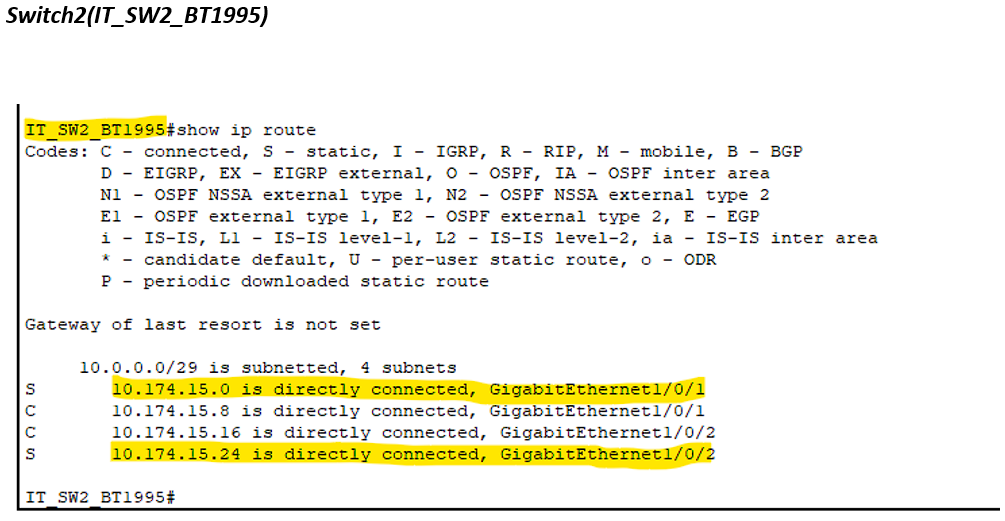 Switch2(IT_SW2_BT1995)
IT_SW2_BT1995#show ip route
Codes: C - connected, S - static, I - IGRP, R - RIP, M - mobile, B - BGP
D - EIGRP, EX - EIGRP external, O - OSPF, IA - OSPF inter area
N1 - OSPF NSSA external type 1, N2 - OSPF NSSA external type 2
E1 - OSPF external type 1, E2 - OSPF external type 2, E - EGP
i - IS-IS, L1 - IS-IS level-1, L2 - IS-IS level-2, ia - IS-IS inter area
* - candidate default, U - per-user static route, o - ODR
P - periodic downloaded static route
Gateway of last resort is not set
10.0.0.0/29 is subnetted, 4 subnets
S 10.174.15.0 is directly connected, GigabitEthernet1/0/1
C 10.174.15.8 is directly connected, GigabitEthernet1/0/1
C 10.174.15.16 is directly connected, GigabitEthernet1/0/2
S 10.174.15.24 is directly connected, GigabitEthernet1/0/2
IT_SW2_BT1995#